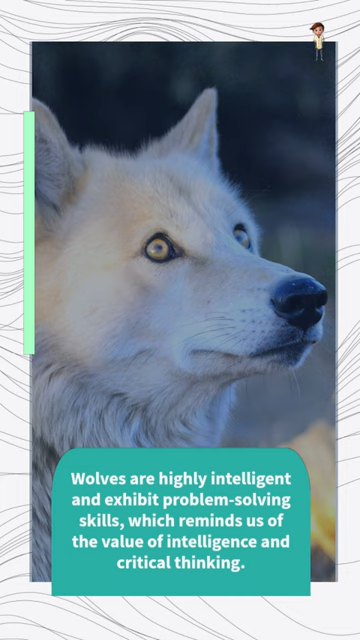 Wolves are highly intelligent
and exhibit problem-solving
skills, which reminds us of
the value of intelligence and
critical thinking.